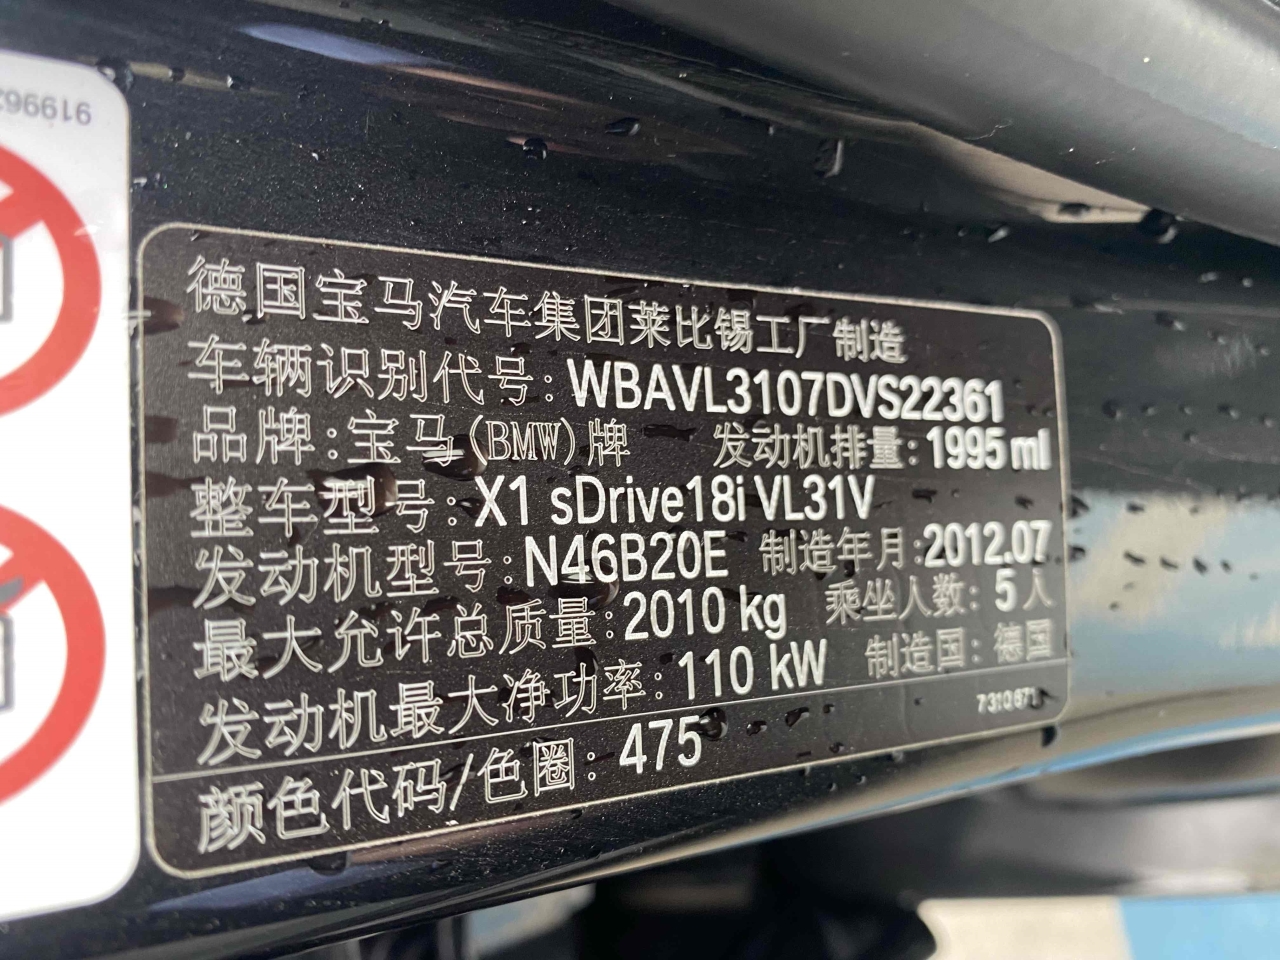 919962
德国宝马汽车集团莱比锡工厂制造
车辆识别代号: WBAVL3107DVS22361
品牌:宝马(BMW)牌 发动机排量: 1995 ml
整车型号: X1 sDrive18i VL31V
发动机型号: N46B20E 制造年月: 2012.07
最大允许总质量: 2010 kg 乘坐人数: 5人
发动机最大净功率: 110 kW 制造国: 德国
颜色代码/色圈: 475